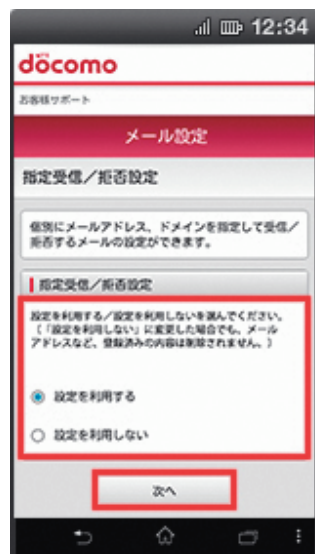 12:34
döcomo
お客様サポート
メール設定
指定受信／拒否設定
個別にメールアドレス、ドメインを指定して受信／
拒否するメールの設定ができます。
指定受信／拒否設定
設定を利用する／設定を利用しないを選んでください。
（「設定を利用しない」に変更した場合でも、メール
アドレスなど、登録済みの内容は削除されません。）
設定を利用する
設定を利用しない
次へ